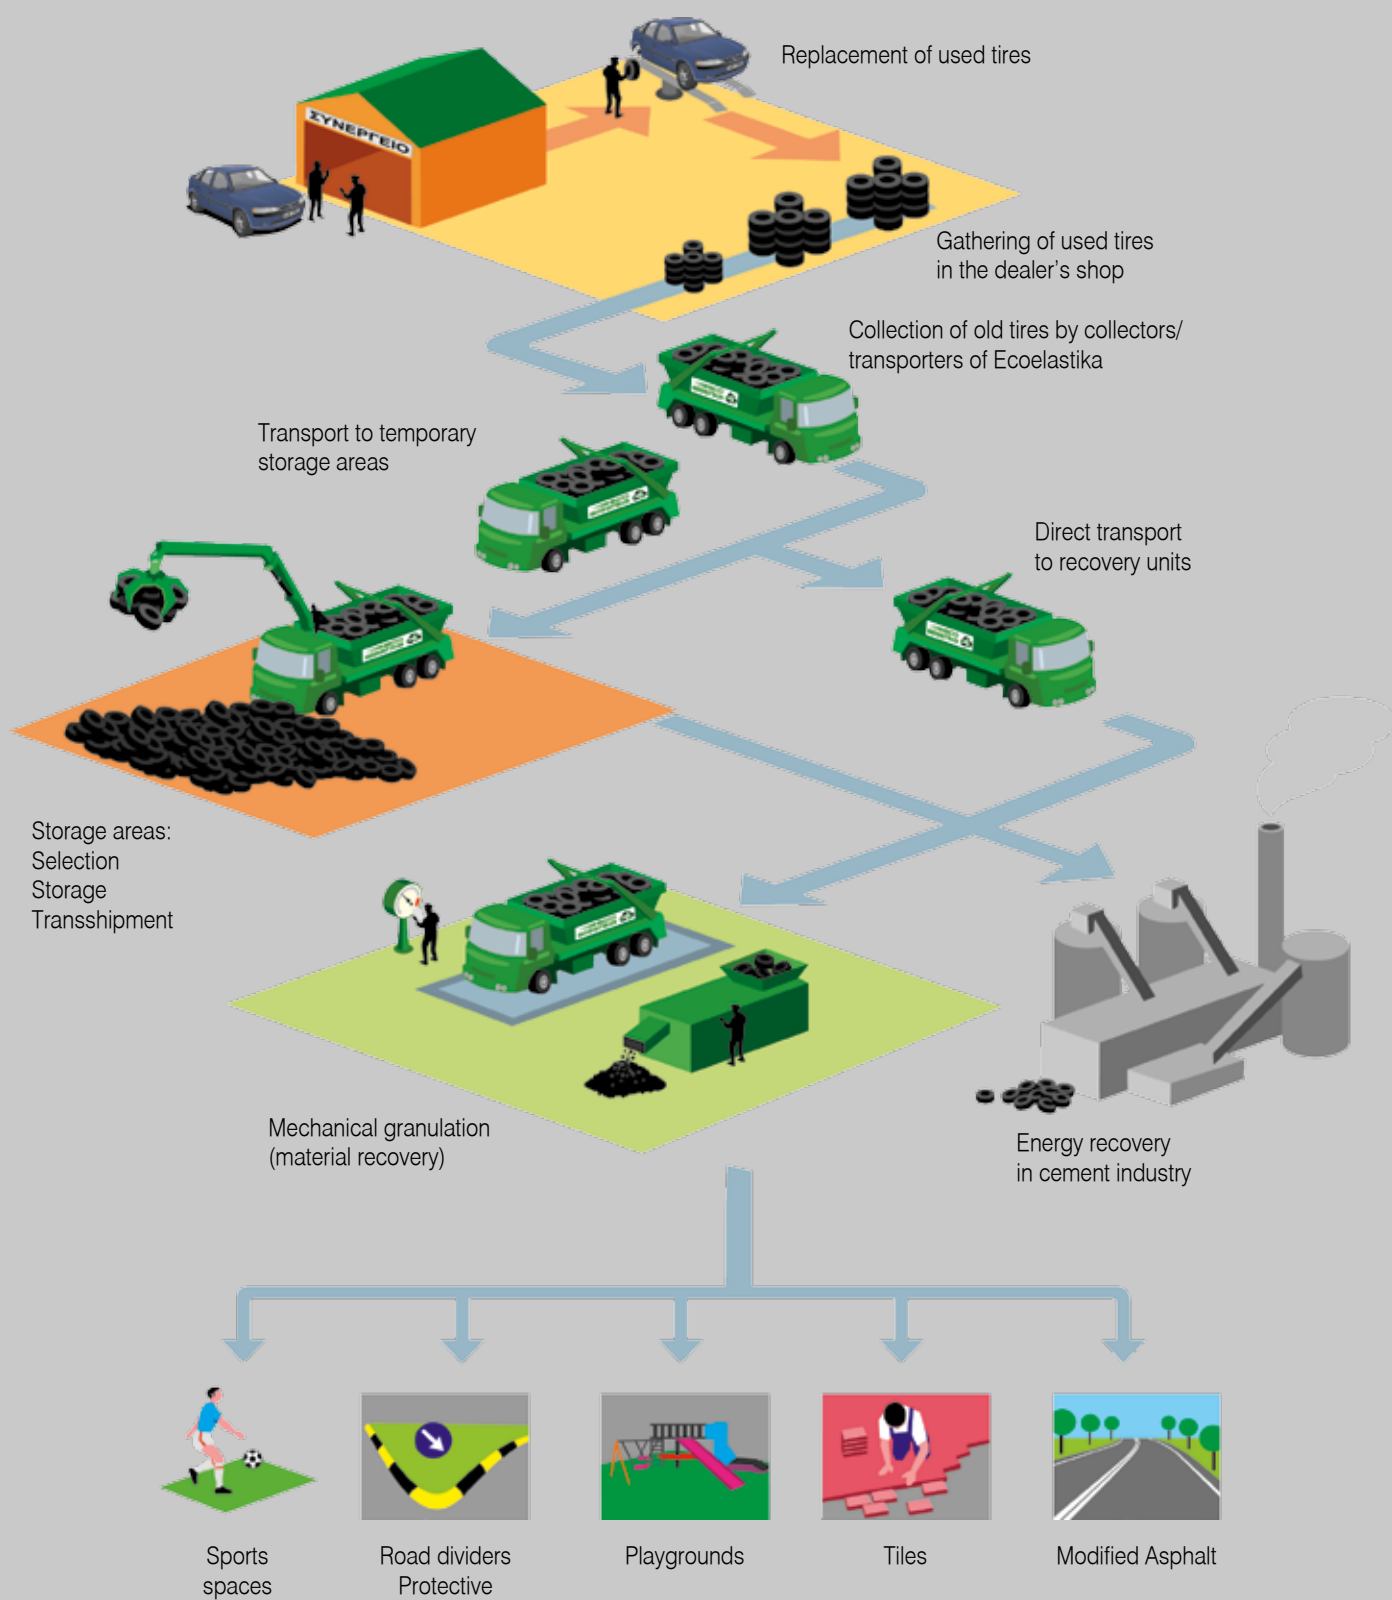 Replacement of used tires
ΣΥΝΕΡΓΕΙΟ
Gathering of used tires
in the dealer's shop
Collection of old tires by collectors/
transporters of Ecoelastika
Transport to temporary
storage areas
Direct transport
to recovery units
Storage areas:
Selection
Storage
Transshipment
Mechanical granulation
(material recovery)
Energy recovery
in cement industry
Sports
spaces
Road dividers
Protective
Playgrounds
Tiles
Modified Asphalt